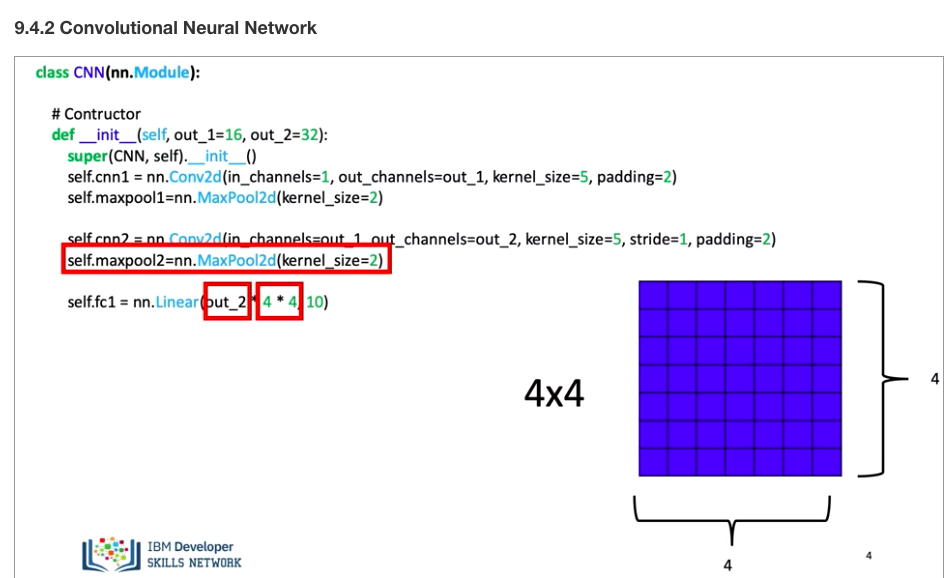 9.4.2 Convolutional Neural Network
class CNN(nn.Module):
# Contructor
def __init__(self, out_1=16, out_2=32):
super(CNN, self).__init__()
self.cnn1 = nn.Conv2d(in_channels=1, out_channels=out_1, kernel_size=5, padding=2)
self.maxpool1=nn.MaxPool2d(kernel_size=2)
self.cnn2 = nn.Conv2d(in_channels=out_1, out_channels=out_2, kernel_size=5, stride=1, padding=2)
self.maxpool2=nn.MaxPool2d(kernel_size=2)
self.fc1 = nn.Linear(out_2 * 4 * 4, 10)
4x4
4
4
4
IBM Developer
SKILLS NETWORK